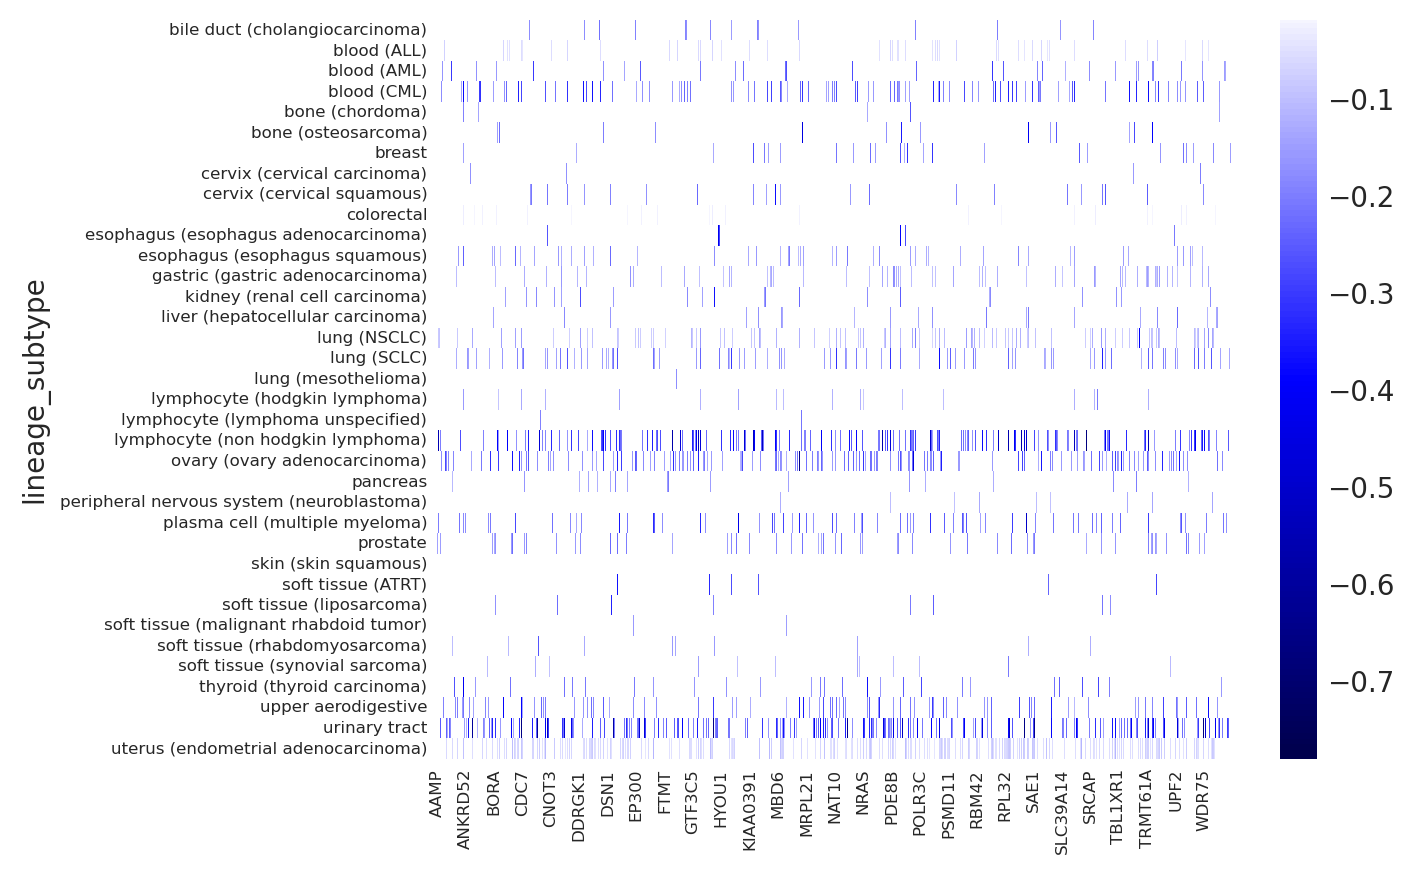 lineage_subtype
bile duct (cholangiocarcinoma)
blood (ALL)
blood (AML)
blood (CML)
bone (chordoma)
bone (osteosarcoma)
breast
cervix (cervical carcinoma)
cervix (cervical squamous)
colorectal
esophagus (esophagus adenocarcinoma)
esophagus (esophagus squamous)
gastric (gastric adenocarcinoma)
kidney (renal cell carcinoma)
liver (hepatocellular carcinoma)
lung (NSCLC)
lung (SCLC)
lung (mesothelioma)
lymphocyte (hodgkin lymphoma)
lymphocyte (lymphoma unspecified)
lymphocyte (non hodgkin lymphoma)
ovary (ovary adenocarcinoma)
pancreas
peripheral nervous system (neuroblastoma)
plasma cell (multiple myeloma)
prostate
skin (skin squamous)
soft tissue (ATRT)
soft tissue (liposarcoma)
soft tissue (malignant rhabdoid tumor)
soft tissue (rhabdomyosarcoma)
soft tissue (synovial sarcoma)
thyroid (thyroid carcinoma)
upper aerodigestive
urinary tract
uterus (endometrial adenocarcinoma)
AAMP
ANKRD52
BORA
CDC7
CNOT3
DDRGK1
DSN1
EP300
FTMT
GTF3C5
HYOU1
KIAA0391
MBD6
MRPL21
NAT10
NRAS
PDE8B
POLR3C
PSMD11
RBM42
RPL32
SAE1
SLC39A14
SRCAP
TBL1XR1
TRMT61A
UPF2
WDR75
−0.1
−0.2
−0.3
−0.4
−0.5
−0.6
−0.7